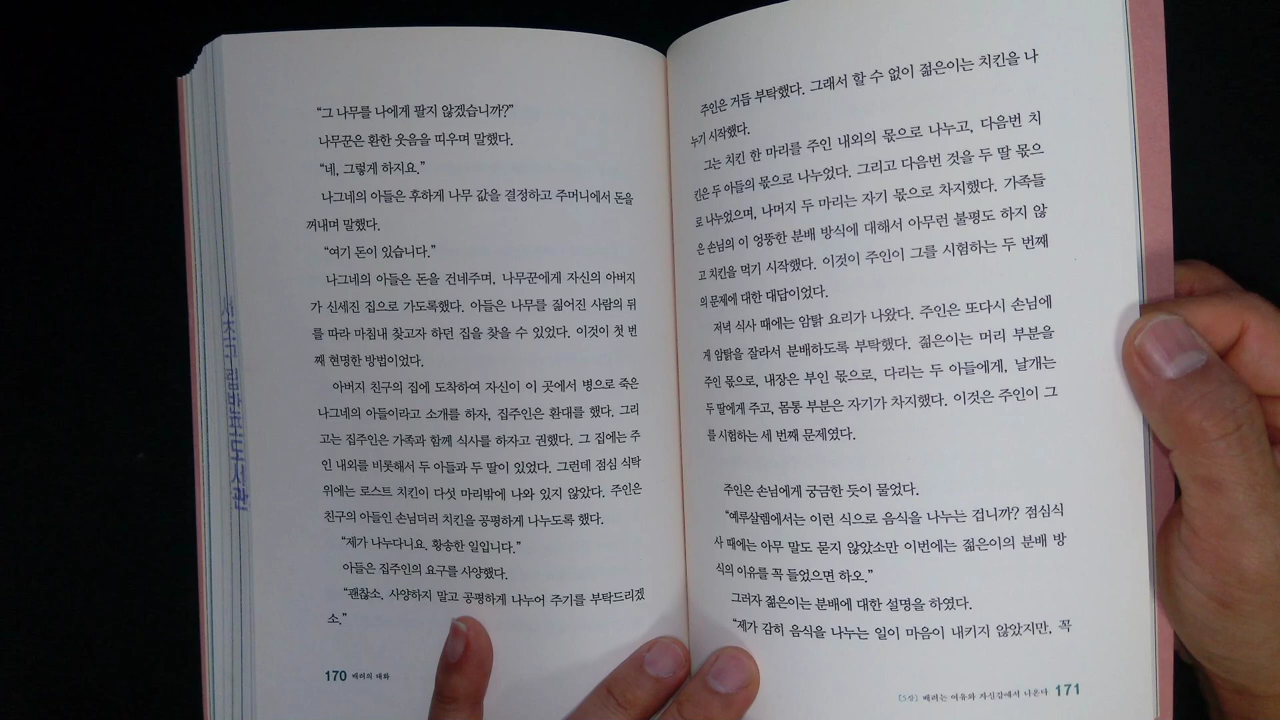 “그 나무를 나에게 팔지 않겠습니까?”
나무꾼은 환한 웃음을 띠우며 말했다.
“네, 그렇게 하지요.”
나그네의 아들은 후하게 나무 값을 결정하고 주머니에서 돈을
꺼내며 말했다.
“여기 돈이 있습니다.”
나그네의 아들은 돈을 건네주며, 나무꾼에게 자신의 아버지
가 신세진 집으로 가도록했다. 아들은 나무를 짊어진 사람의 뒤
를 따라 마침내 찾고자 하던 집을 찾을 수 있었다. 이것이 첫 번
째 현명한 방법이었다.
아버지 친구의 집에 도착하여 자신이 이 곳에서 병으로 죽은
나그네의 아들이라고 소개를 하자, 집주인은 환대를 했다. 그리
고는 집주인은 가족과 함께 식사를 하자고 권했다. 그 집에는 주
인 내외를 비롯해서 두 아들과 두 딸이 있었다. 그런데 점심 식탁
위에는 로스트 치킨이 다섯 마리밖에 나와 있지 않았다. 주인은
친구의 아들인 손님더러 치킨을 공평하게 나누도록 했다.
“제가 나누다니요. 황송한 일입니다.”
아들은 집주인의 요구를 사양했다.
“괜찮소. 사양하지 말고 공평하게 나누어 주기를 부탁드리겠
소.”
170 배려의 대화
주인은 거듭 부탁했다. 그래서 할 수 없이 젊은이는 치킨을 나
누기 시작했다.
그는 치킨 한 마리를 주인 내외의 몫으로 나누고, 다음번 치
킨은 두 아들의 몫으로 나누었다. 그리고 다음번 것을 두 딸 몫으
로 나누었으며, 나머지 두 마리는 자기 몫으로 차지했다. 가족들
은 손님의 이 엉뚱한 분배 방식에 대해서 아무런 불평도 하지 않
고 치킨을 먹기 시작했다. 이것이 주인이 그를 시험하는 두 번째
의 문제에 대한 대답이었다.
저녁 식사 때에는 암탉 요리가 나왔다. 주인은 또다시 손님에
게 암탉을 잘라서 분배하도록 부탁했다. 젊은이는 머리 부분을
주인 몫으로, 내장은 부인 몫으로, 다리는 두 아들에게, 날개는
두 딸에게 주고, 몸통 부분은 자기가 차지했다. 이것은 주인이 그
를 시험하는 세 번째 문제였다.
주인은 손님에게 궁금한 듯이 물었다.
“예루살렘에서는 이런 식으로 음식을 나누는 겁니까? 점심식
사 때에는 아무 말도 묻지 않았소만 이번에는 젊은이의 분배 방
식의 이유를 꼭 들었으면 하오.”
그러자 젊은이는 분배에 대한 설명을 하였다.
“제가 감히 음식을 나누는 일이 마음이 내키지 않았지만, 꼭
[5장] 배려는 여유와 자신감에서 나온다 171